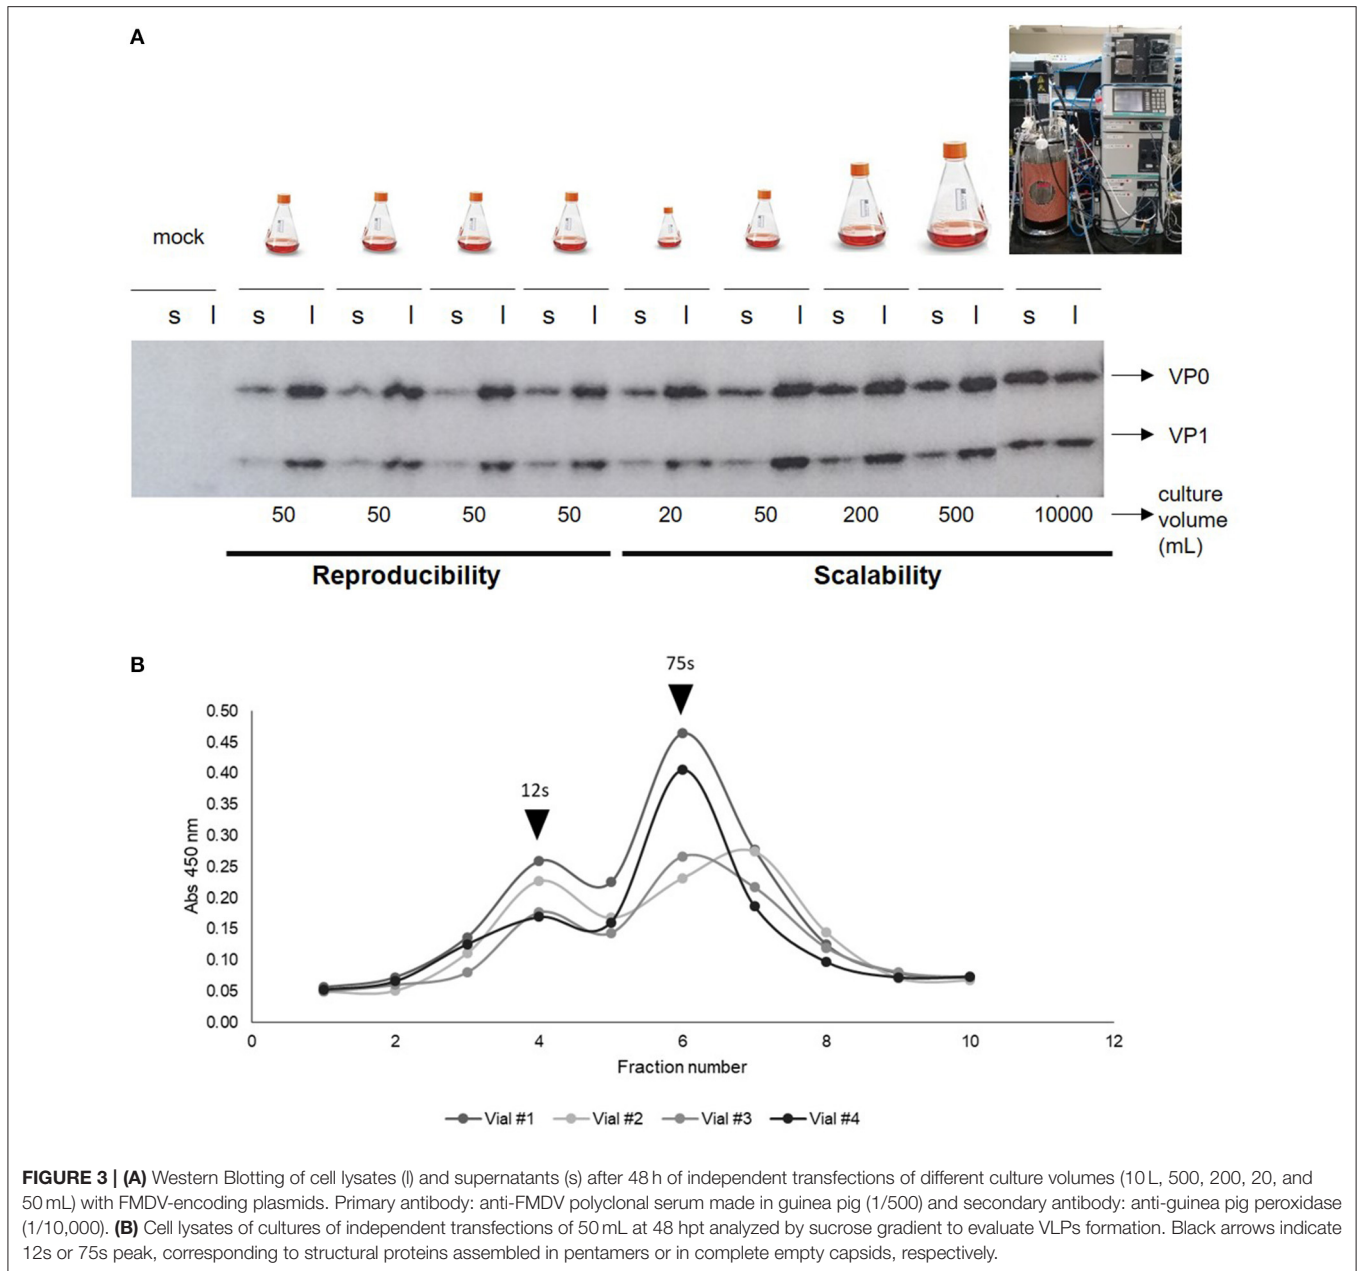 A
mock
s l s l s l s l s l s l s l s l s l s l
VP0
VP1
50 50 50 50 20 50 200 500 10000
culture
volume
(mL)
Reproducibility Scalability
B
75s
12s
0.50
0.45
0.40
0.35
0.30
0.25
0.20
0.15
0.10
0.05
0.00
Abs 450 nm
0 2 4 6 8 10 12
Fraction number
Vial #1 Vial #2 Vial #3 Vial #4
FIGURE 3 | (A) Western Blotting of cell lysates (l) and supernatants (s) after 48 h of independent transfections of different culture volumes (10 L, 500, 200, 20, and
50 mL) with FMDV-encoding plasmids. Primary antibody: anti-FMDV polyclonal serum made in guinea pig (1/500) and secondary antibody: anti-guinea pig peroxidase
(1/10,000). (B) Cell lysates of cultures of independent transfections of 50 mL at 48 hpt analyzed by sucrose gradient to evaluate VLPs formation. Black arrows indicate
12s or 75s peak, corresponding to structural proteins assembled in pentamers or in complete empty capsids, respectively.